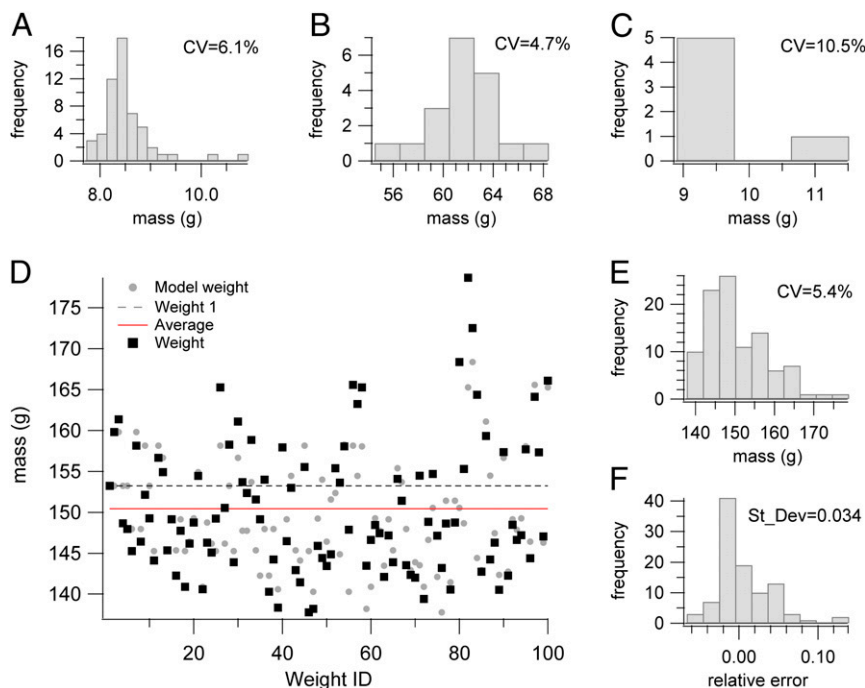 A
CV=6.1%
frequency
16
12
8
4
0
8.0 10.0
mass (g)
B
CV=4.7%
frequency
6
4
2
0
56 60 64 68
mass (g)
C
CV=10.5%
frequency
5
4
3
2
1
0
9 10 11
mass (g)
D
Model weight
Weight 1
Average
Weight
mass (g)
175
170
165
160
155
150
145
140
20 40 60 80 100
Weight ID
E
CV=5.4%
frequency
20
10
0
140 150 160 170
mass (g)
F
St_Dev=0.034
frequency
40
30
20
10
0
0.00 0.10
relative error